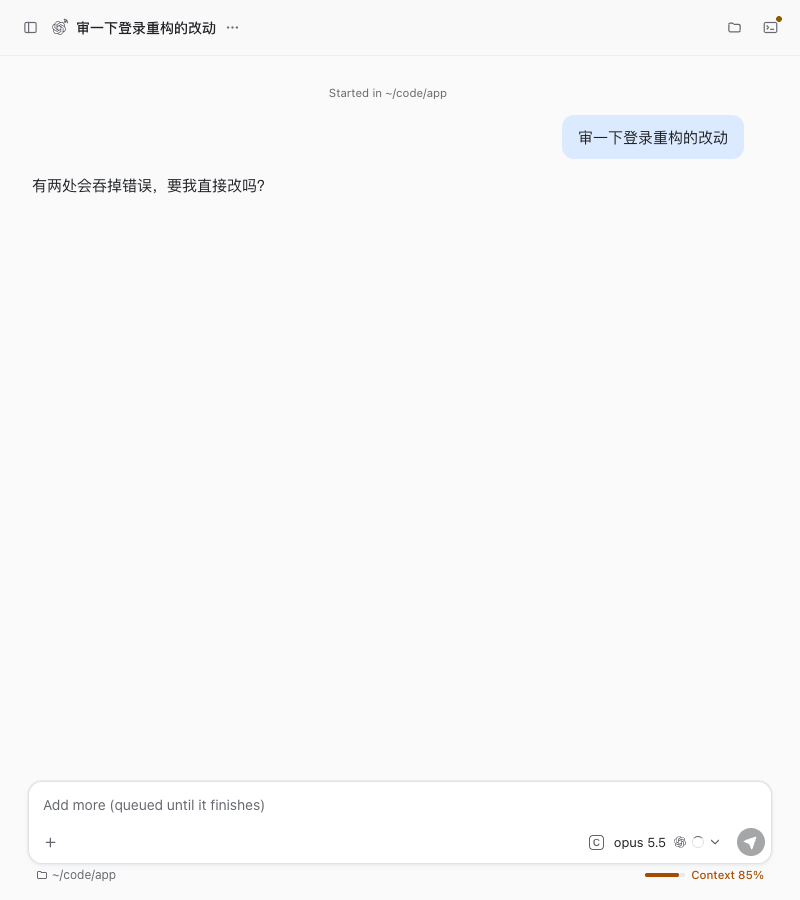 审一下登录重构的改动
Started in ~/code/app
审一下登录重构的改动
有两处会吞掉错误，要我直接改吗?
Add more (queued until it finishes)
C opus 5.5
~/code/app
Context 85%